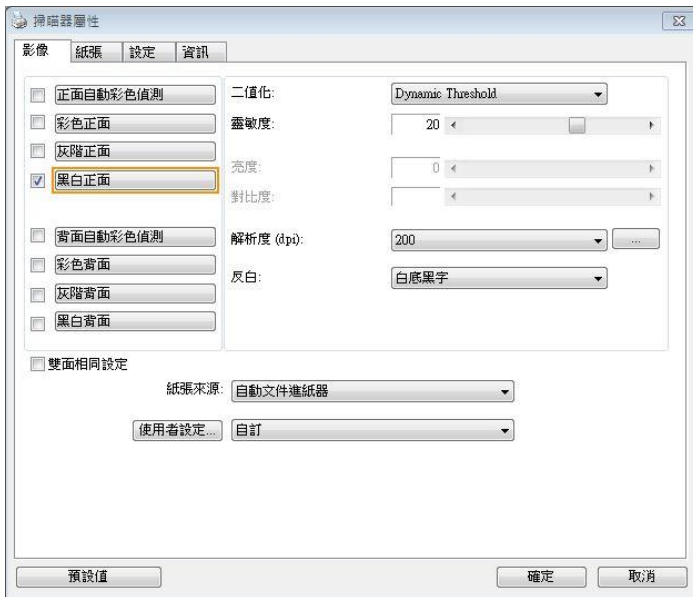 掃瞄器屬性
影像 紙張 設定 資訊
正面自動彩色偵測
彩色正面
灰階正面
黑白正面
背面自動彩色偵測
彩色背面
灰階背面
黑白背面
二值化: Dynamic Threshold
靈敏度: 20
亮度: 0
對比度:
解析度 (dpi): 200 ...
反白: 白底黑字
雙面相同設定
紙張來源: 自動文件進紙器
使用者設定... 自訂
預設值 確定 取消